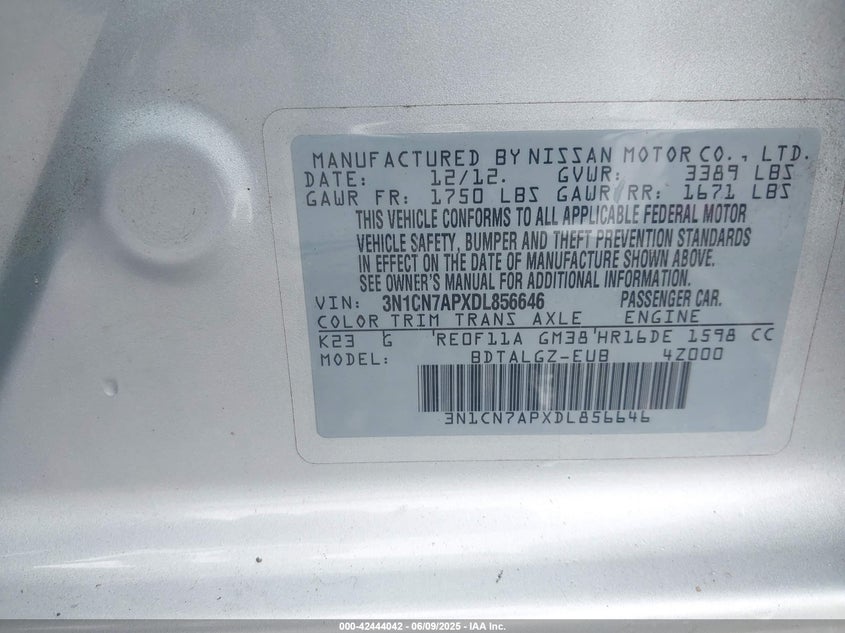 MANUFACTURED BY NISSAN MOTOR CO., LTD.
DATE: 12/12. GVWR: 3389 LBS
GAWR FR: 1750 LBS GAWR RR: 1671 LBS
THIS VEHICLE CONFORMS TO ALL APPLICABLE FEDERAL MOTOR
VEHICLE SAFETY, BUMPER AND THEFT PREVENTION STANDARDS
IN EFFECT ON THE DATE OF MANUFACTURE SHOWN ABOVE.
SEE OWNER'S MANUAL FOR ADDITIONAL INFORMATION.
VIN: 3N1CN7APXDL856646 PASSENGER CAR.
COLOR TRIM TRANS AXLE ENGINE
K23 G RE0F11A GM38 HR16DE 1598 CC
MODEL: BDTALGZ-EUB 4Z000
3N1CN7APXDL856646
000-42444042 | 06/09/2025 - IAA Inc.